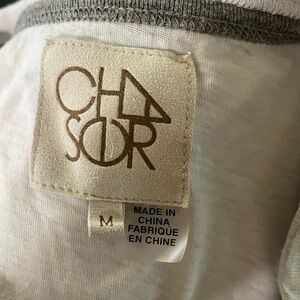 CHA
SER
M
MADE IN
CHINA
FABRIQUE
EN CHINE